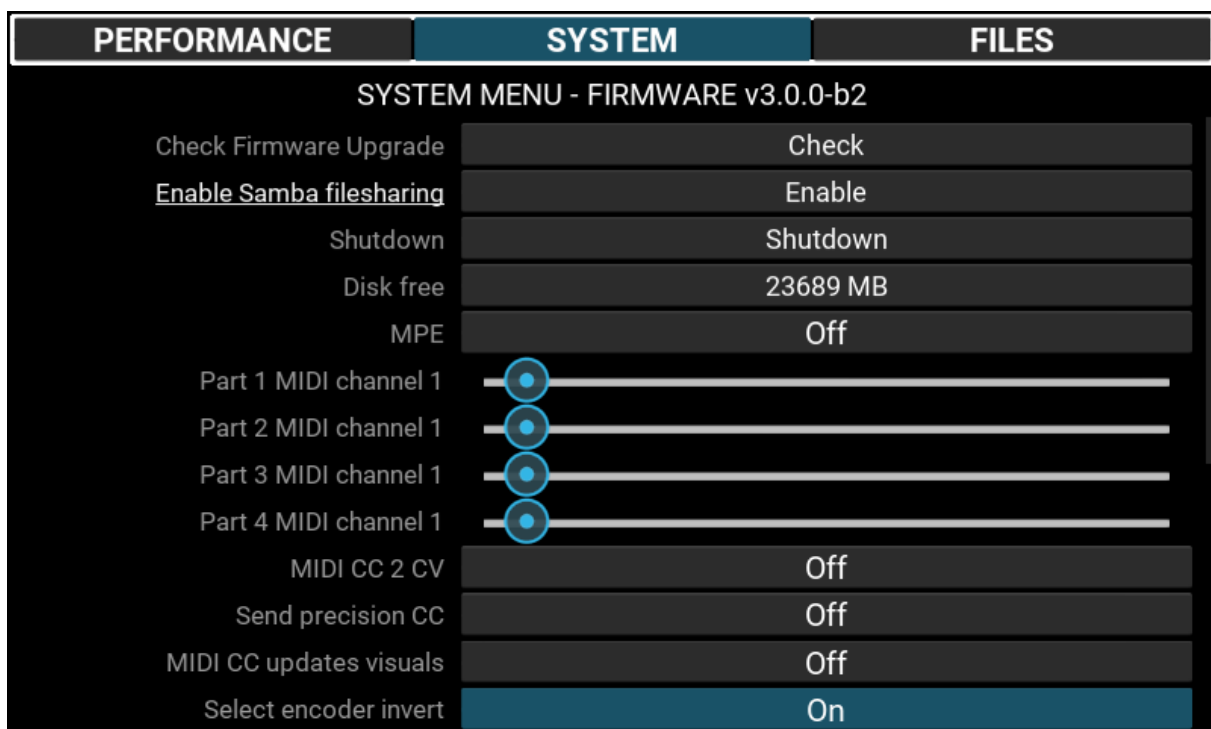 PERFORMANCE SYSTEM FILES
SYSTEM MENU - FIRMWARE v3.0.0-b2
Check Firmware Upgrade Check
Enable Samba filesharing Enable
Shutdown Shutdown
Disk free 23689 MB
MPE Off
Part 1 MIDI channel 1
Part 2 MIDI channel 1
Part 3 MIDI channel 1
Part 4 MIDI channel 1
MIDI CC 2 CV Off
Send precision CC Off
MIDI CC updates visuals Off
Select encoder invert On